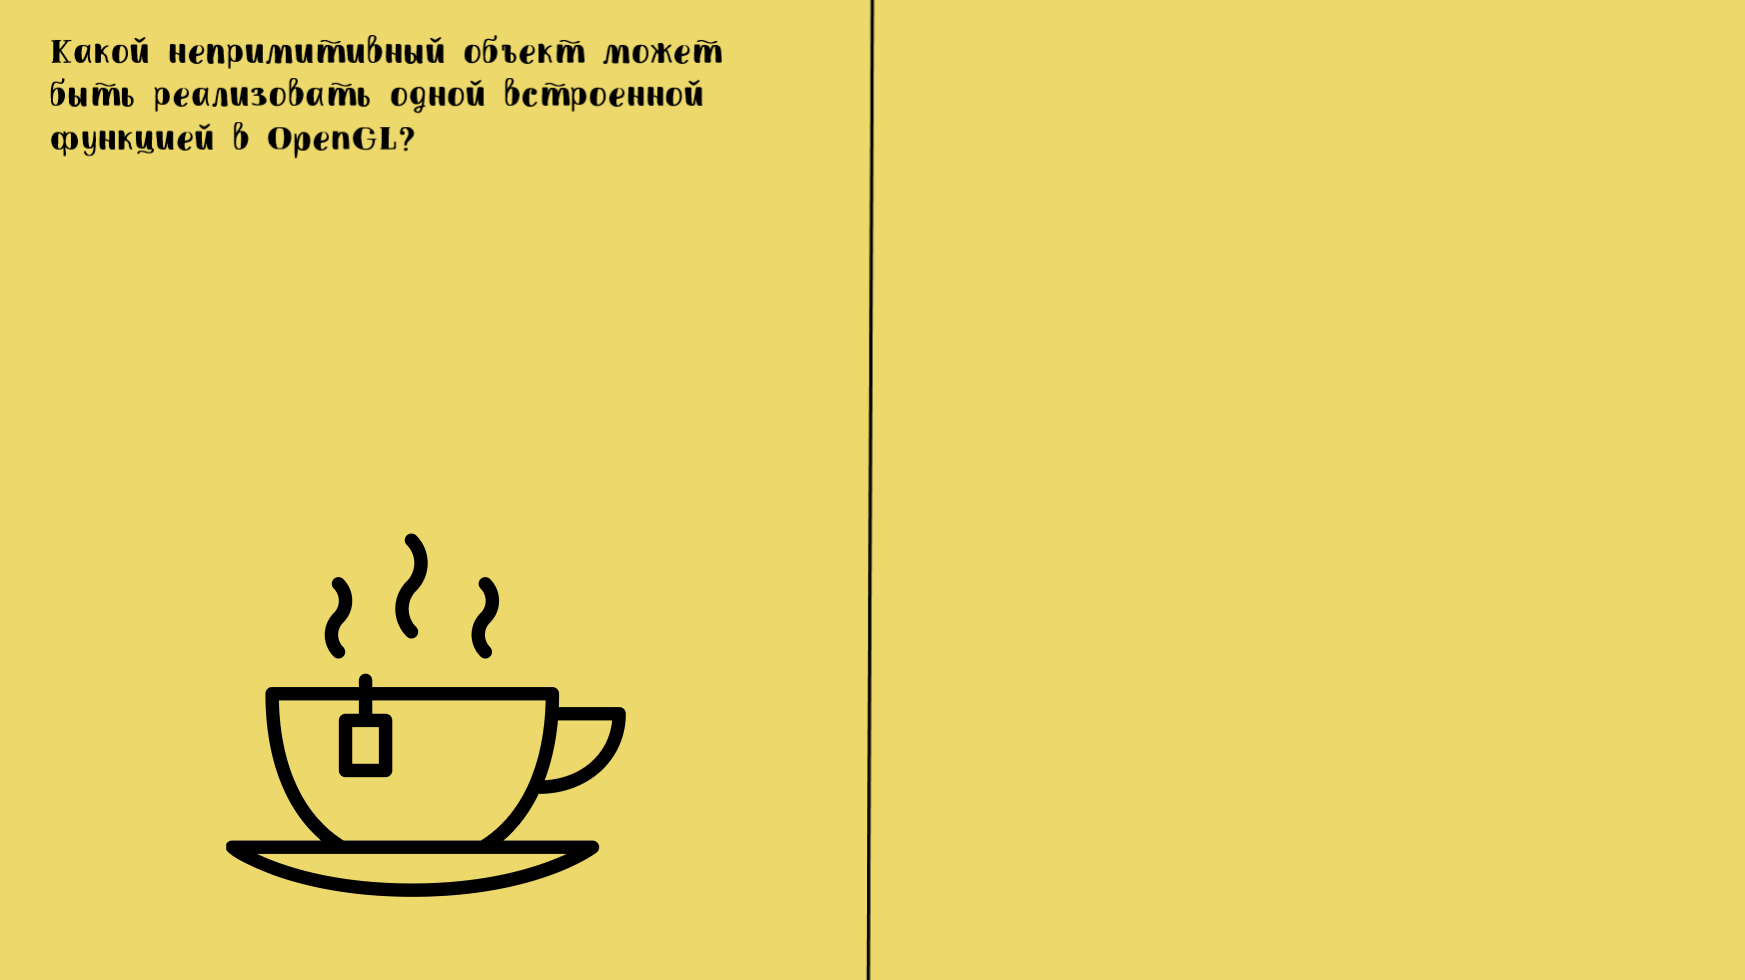 Какой непримитивный объект может
быть реализовать одной встроенной
функцией в OpenGL?